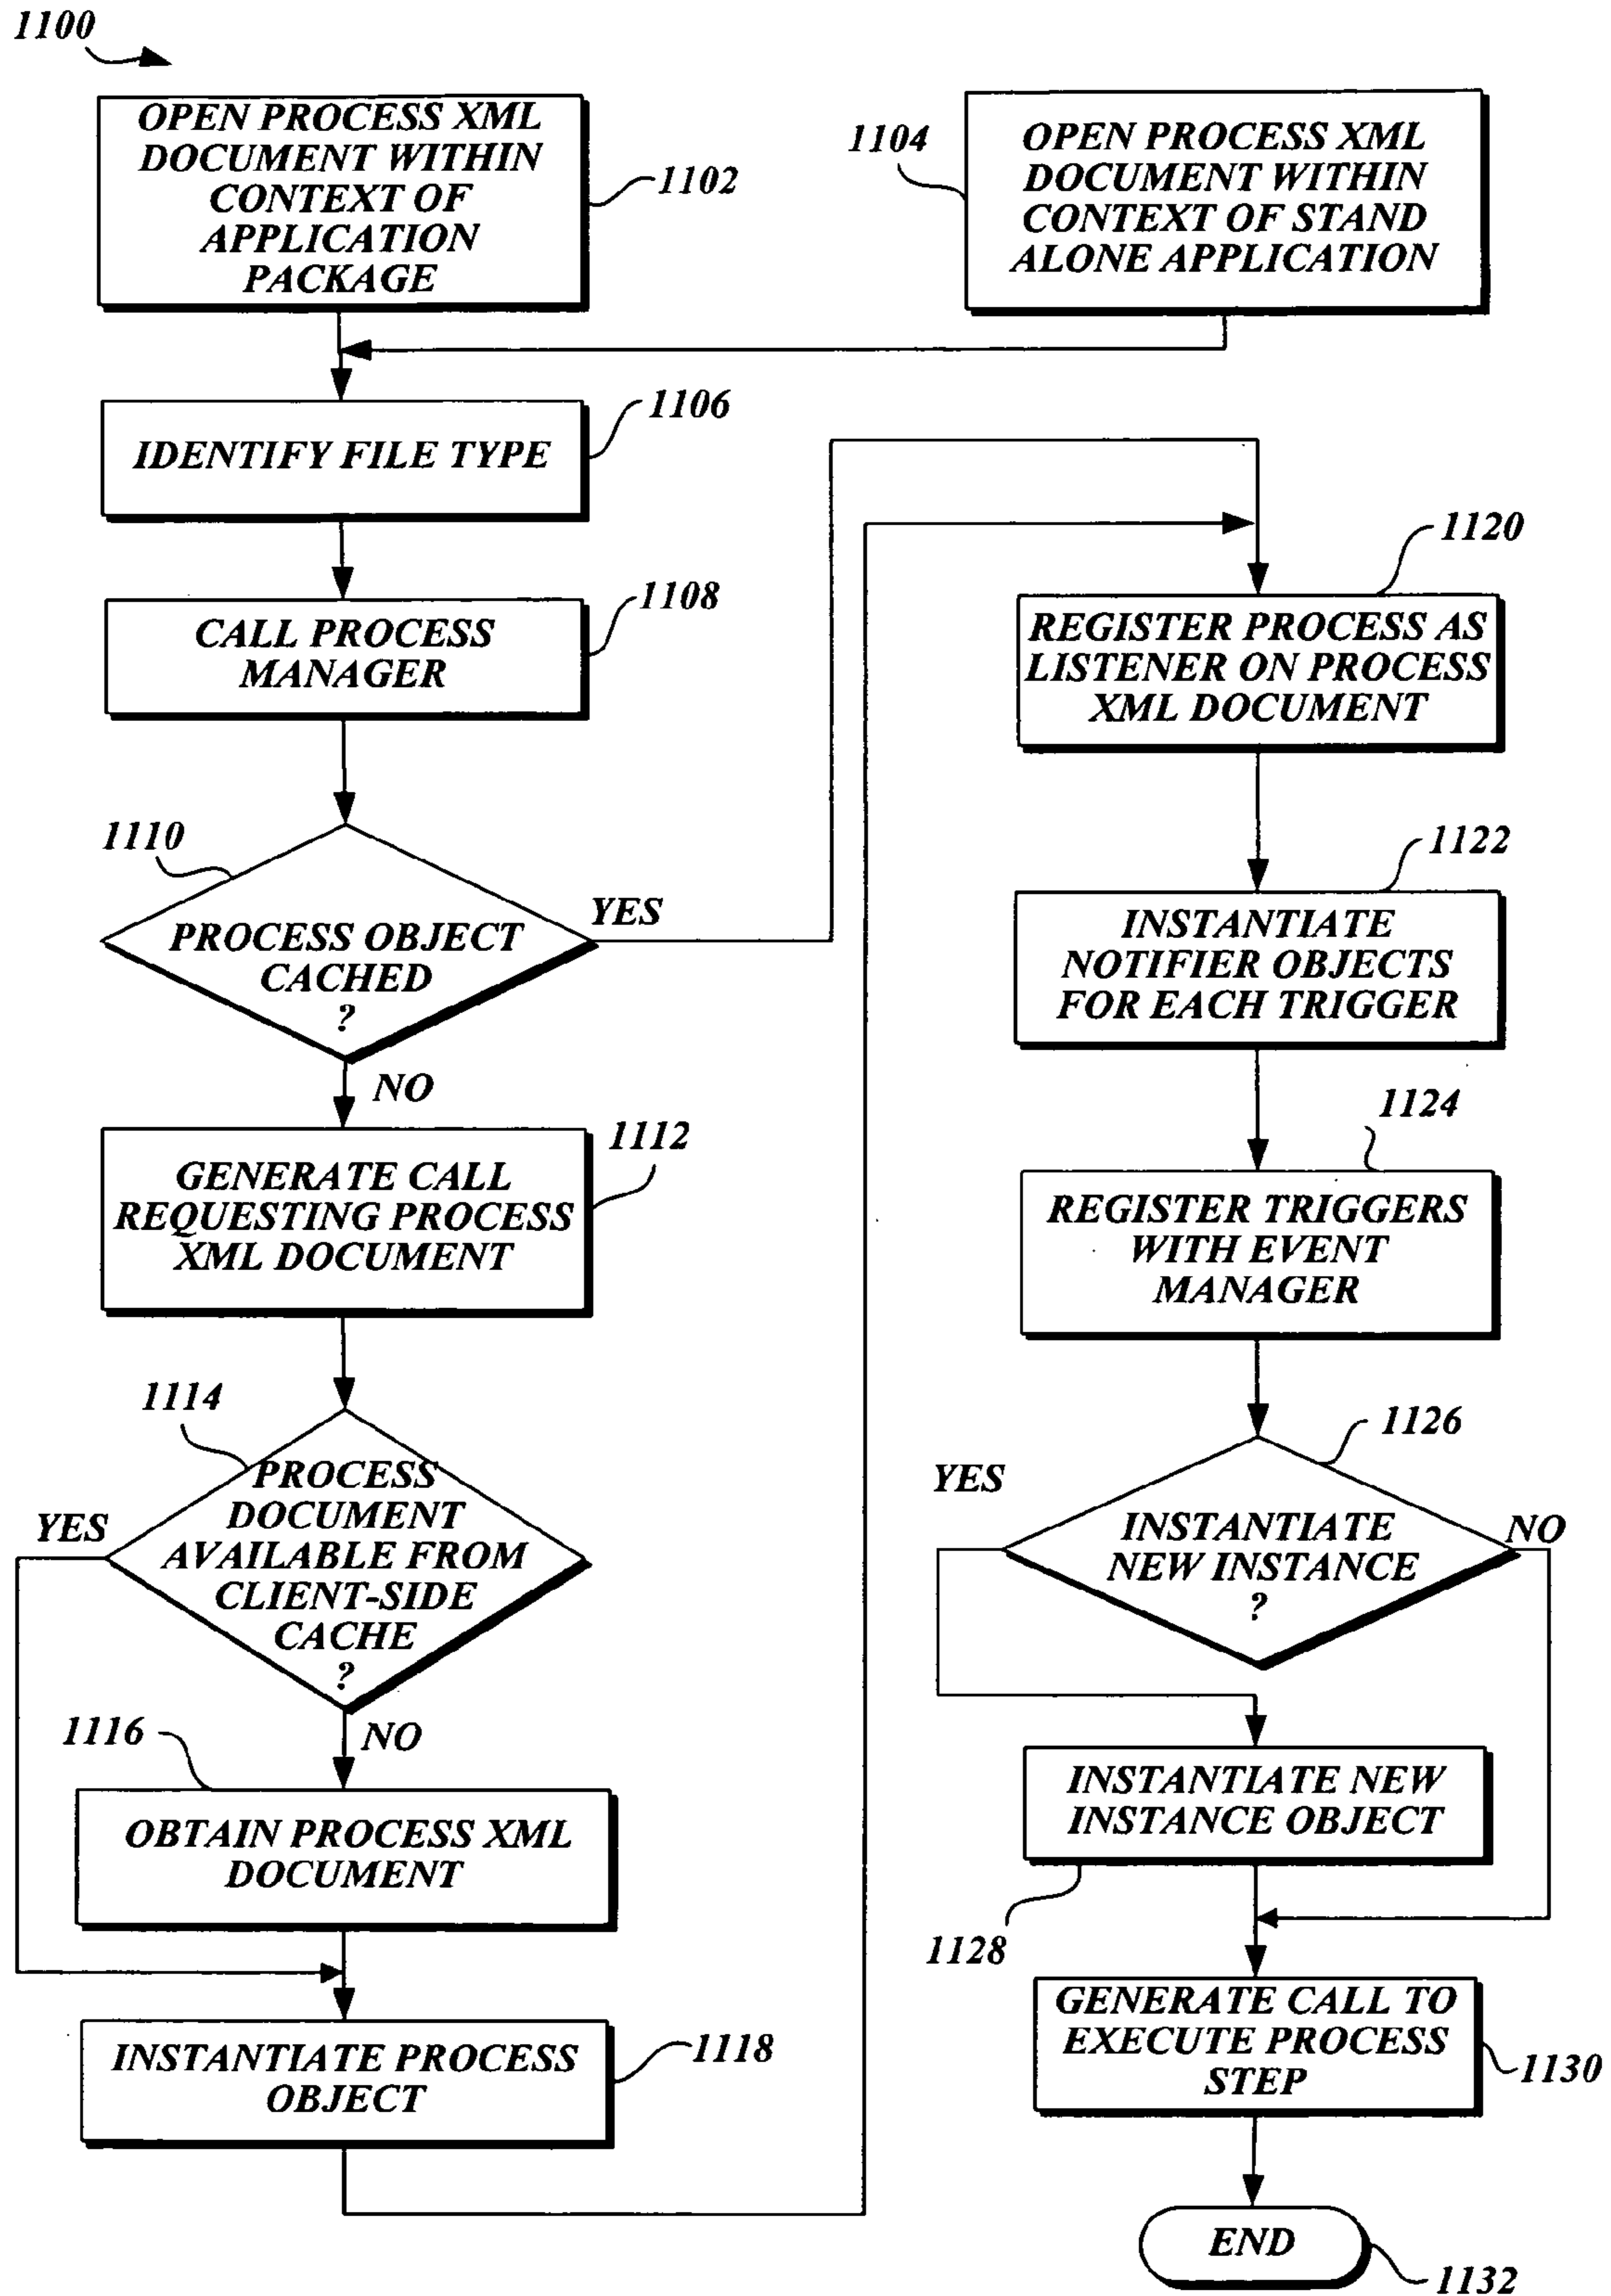 1100
OPEN PROCESS XML
DOCUMENT WITHIN
CONTEXT OF
APPLICATION
PACKAGE
1102
1104
OPEN PROCESS XML
DOCUMENT WITHIN
CONTEXT OF STAND
ALONE APPLICATION
IDENTIFY FILE TYPE
1106
CALL PROCESS
MANAGER
1108
1110
PROCESS OBJECT
CACHED
?
YES
NO
GENERATE CALL
REQUESTING PROCESS
XML DOCUMENT
1112
1114
PROCESS
DOCUMENT
AVAILABLE FROM
CLIENT-SIDE
CACHE
?
YES
NO
1116
OBTAIN PROCESS XML
DOCUMENT
INSTANTIATE PROCESS
OBJECT
1118
1120
REGISTER PROCESS AS
LISTENER ON PROCESS
XML DOCUMENT
1122
INSTANTIATE
NOTIFIER OBJECTS
FOR EACH TRIGGER
1124
REGISTER TRIGGERS
WITH EVENT
MANAGER
1126
YES
INSTANTIATE
NEW INSTANCE
?
NO
INSTANTIATE NEW
INSTANCE OBJECT
1128
GENERATE CALL TO
EXECUTE PROCESS
STEP
1130
END
1132